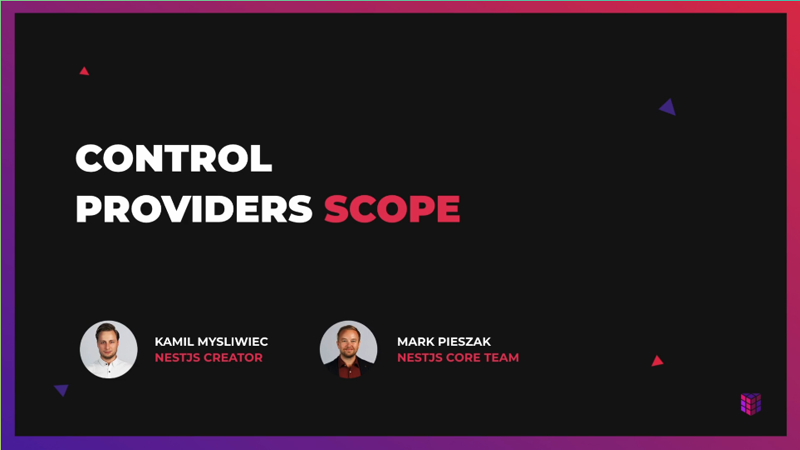 CONTROL
PROVIDERS SCOPE
KAMIL MYSLIWIEC
NESTJS CREATOR
MARK PIESZAK
NESTJS CORE TEAM